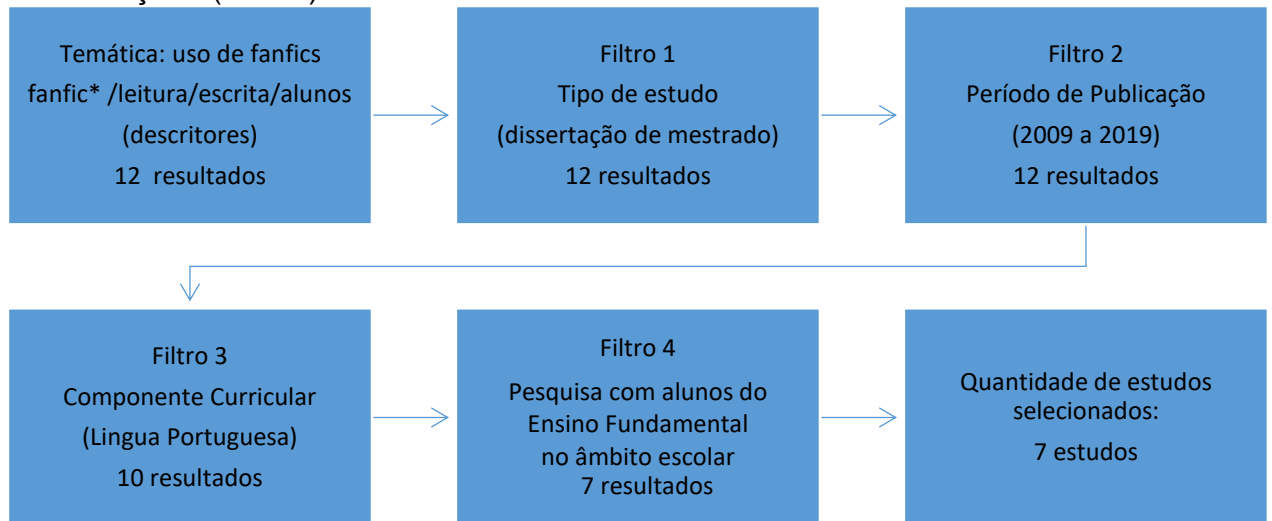 Temática: uso de fanfics
fanfic* /leitura/escrita/alunos
(descritores)
12 resultados
Filtro 1
Tipo de estudo
(dissertação de mestrado)
12 resultados
Filtro 2
Período de Publicação
(2009 a 2019)
12 resultados
Filtro 3
Componente Curricular
(Lingua Portuguesa)
10 resultados
Filtro 4
Pesquisa com alunos do
Ensino Fundamental
no âmbito escolar
7 resultados
Quantidade de estudos
selecionados:
7 estudos